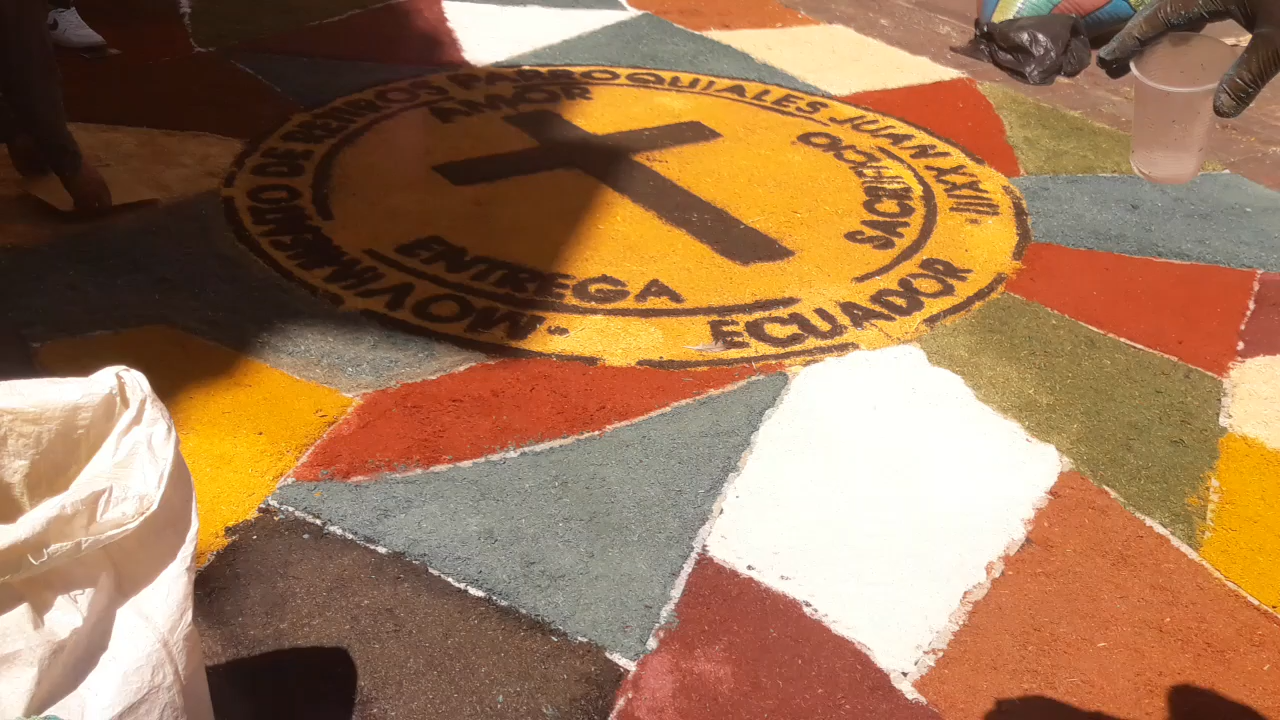 MOVIMIENTO DE RETIROS PARROQUIALES JUAN XXIII.
AMOR
SACRIFICIO
ENTREGA
ECUADOR